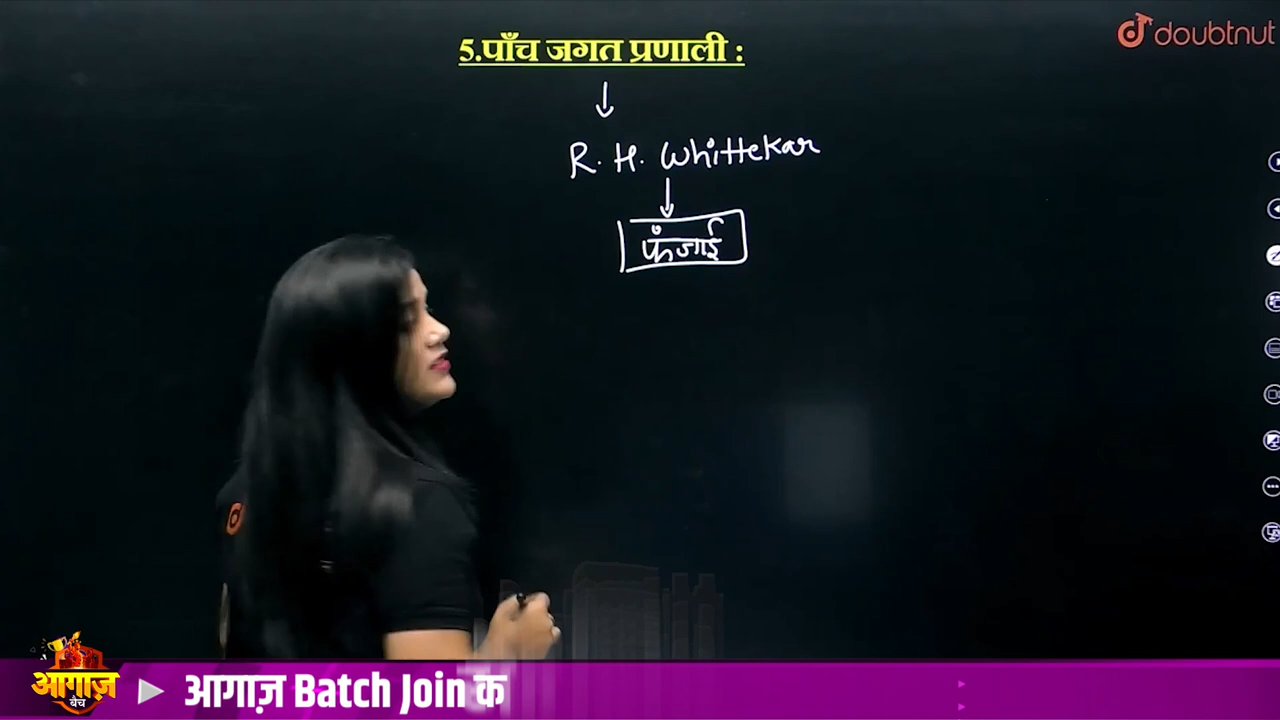 doubtnut
5.पाँच जगत प्रणाली :
R. H. Whittekar
फंजाई
आगाज़
बैच
आगाज़ Batch Join क